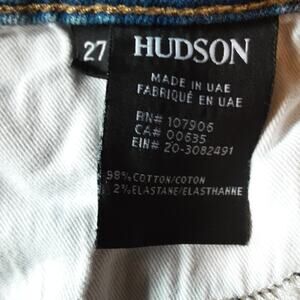 27
HUDSON
MADE IN UAE
FABRIQUÉ EN UAE
RN# 107906
CA# 00635
EIN# 20-3082491
98% COTTON/COTON
2% ELASTANE/ELASTHANNE